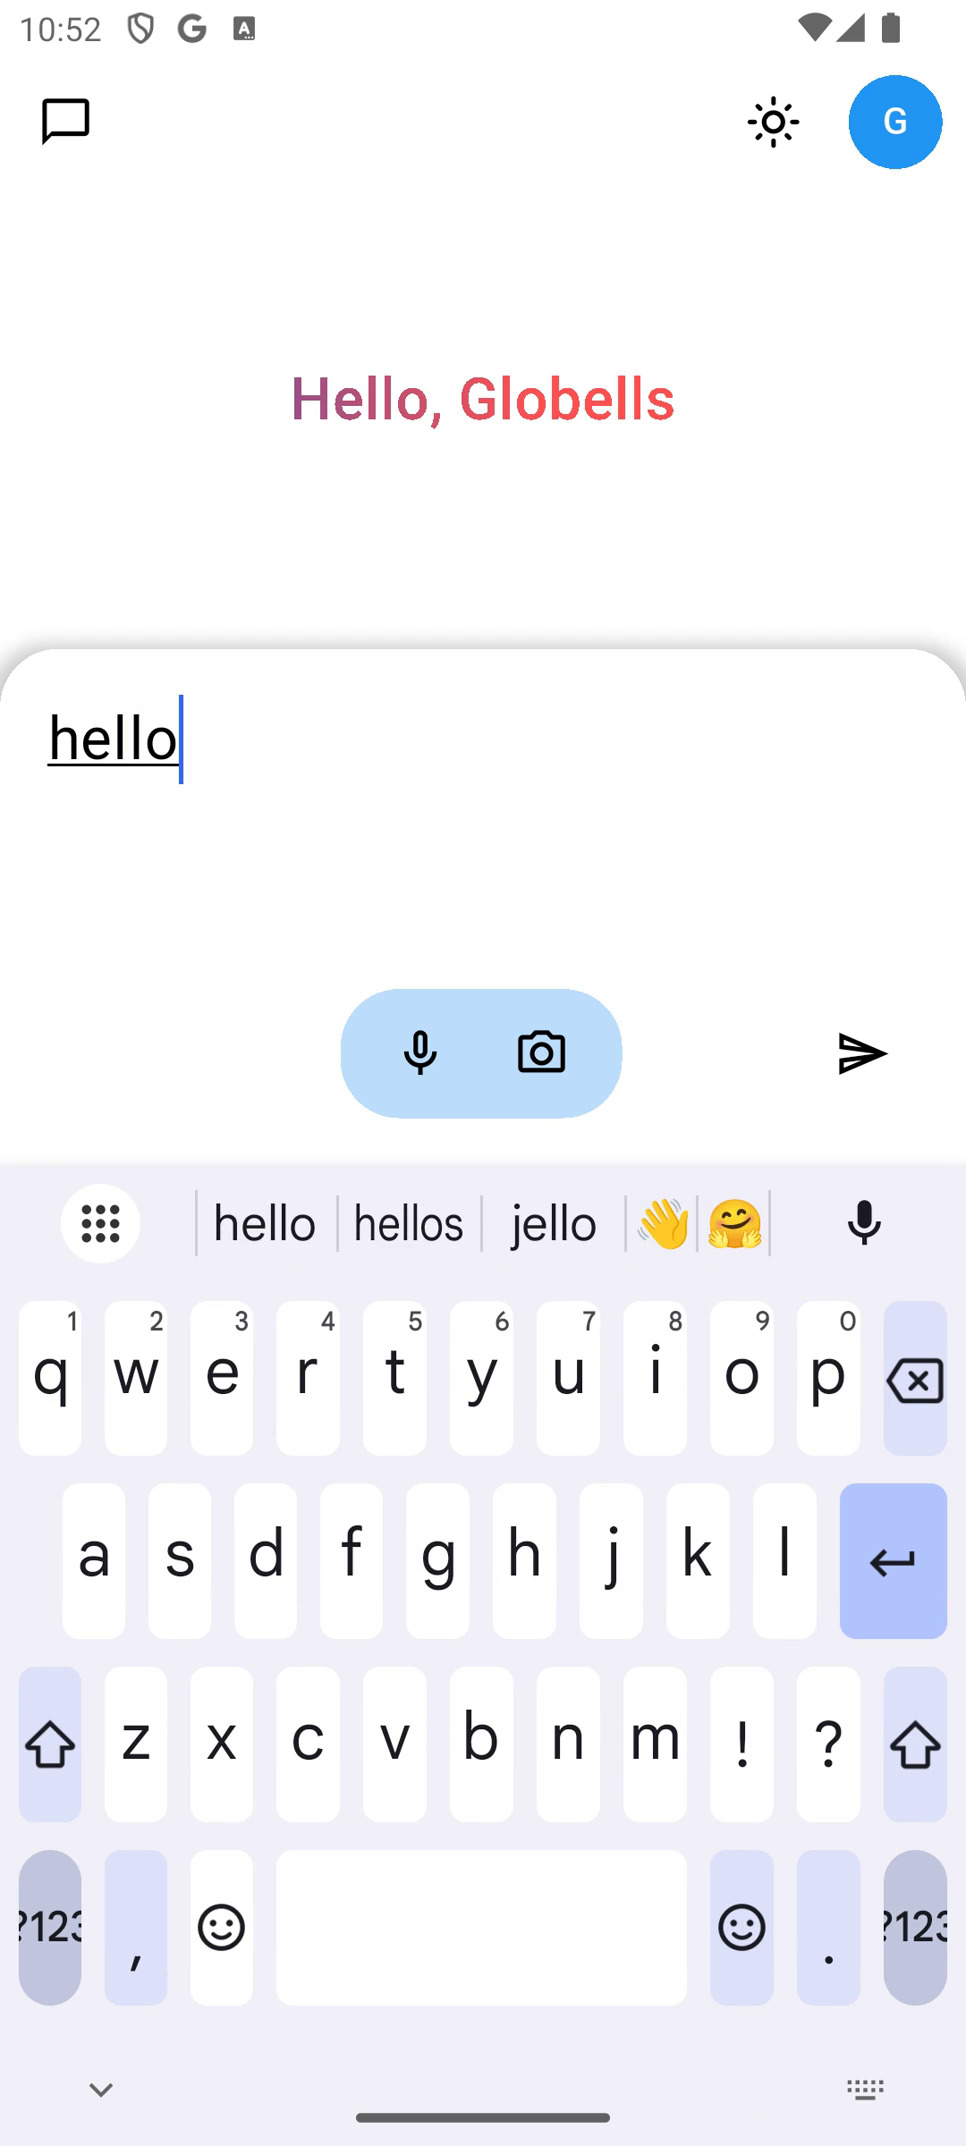 10:52 G A
G
Hello, Globells
hello
hello hellos jello 👋 🤗
1 2 3 4 5 6 7 8 9 0
q w e r t y u i o p
a s d f g h j k l
z x c v b n m ! ?
?123 , . ?123